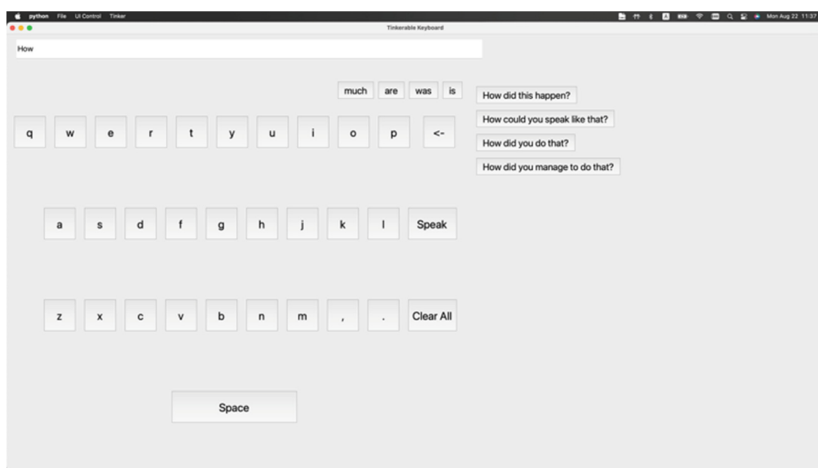 python File UI Control Tinker Mon Aug 22 11:37
Tinkerable Keyboard
How
much are was is
How did this happen?
How could you speak like that?
How did you do that?
How did you manage to do that?
q w e r t y u i o p <-
a s d f g h j k l Speak
z x c v b n m , . Clear All
Space